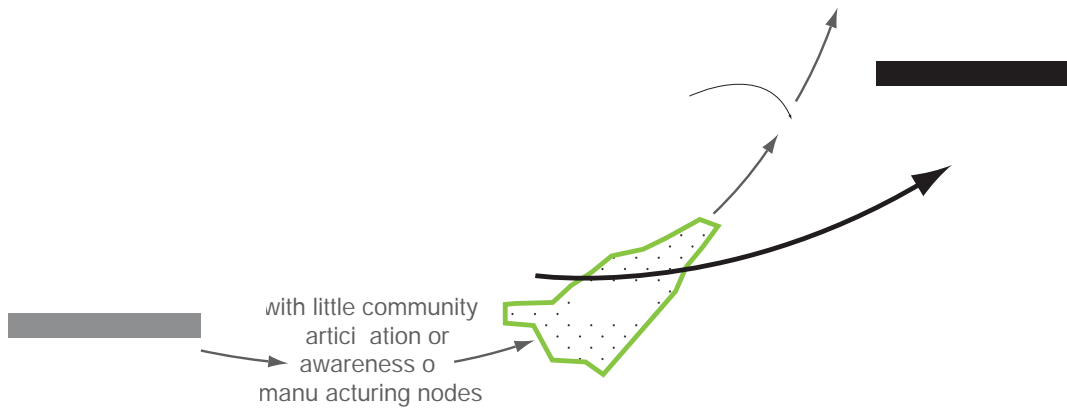 with little community
artici ation or
awareness o
manu acturing nodes